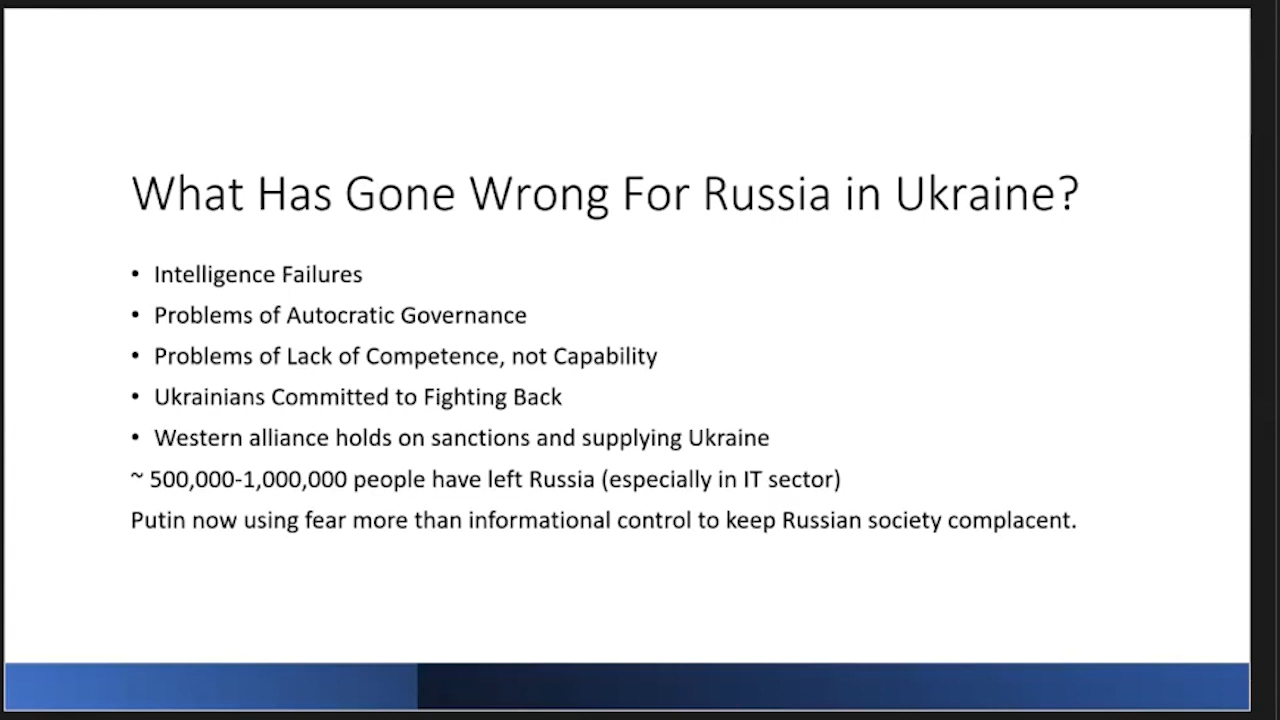 What Has Gone Wrong For Russia in Ukraine?
• Intelligence Failures
• Problems of Autocratic Governance
• Problems of Lack of Competence, not Capability
• Ukrainians Committed to Fighting Back
• Western alliance holds on sanctions and supplying Ukraine
~ 500,000-1,000,000 people have left Russia (especially in IT sector)
Putin now using fear more than informational control to keep Russian society complacent.